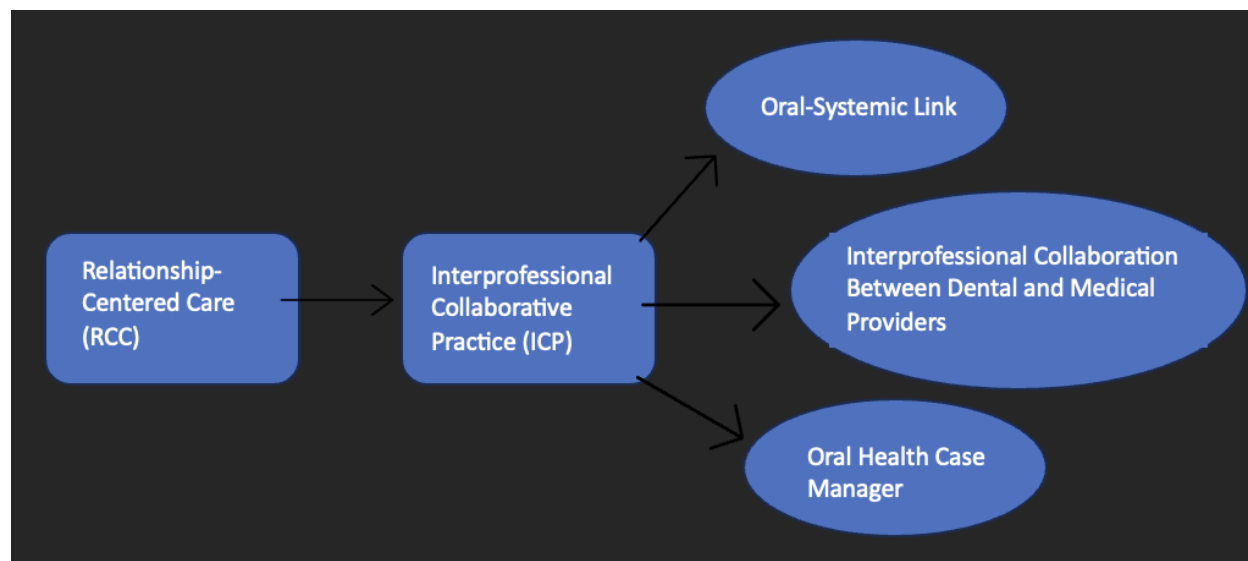 Relationship-
Centered Care
(RCC)
Interprofessional
Collaborative
Practice (ICP)
Oral-Systemic Link
Interprofessional Collaboration
Between Dental and Medical
Providers
Oral Health Case
Manager